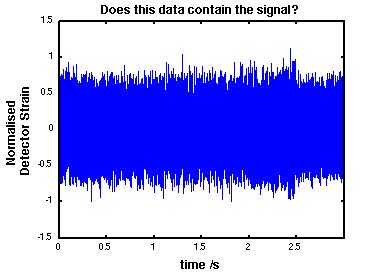 Does this data contain the signal?
1.5
1
0.5
0
-0.5
-1
-1.5
Normalised
Detector Strain
0 0.5 1 1.5 2 2.5
time /s